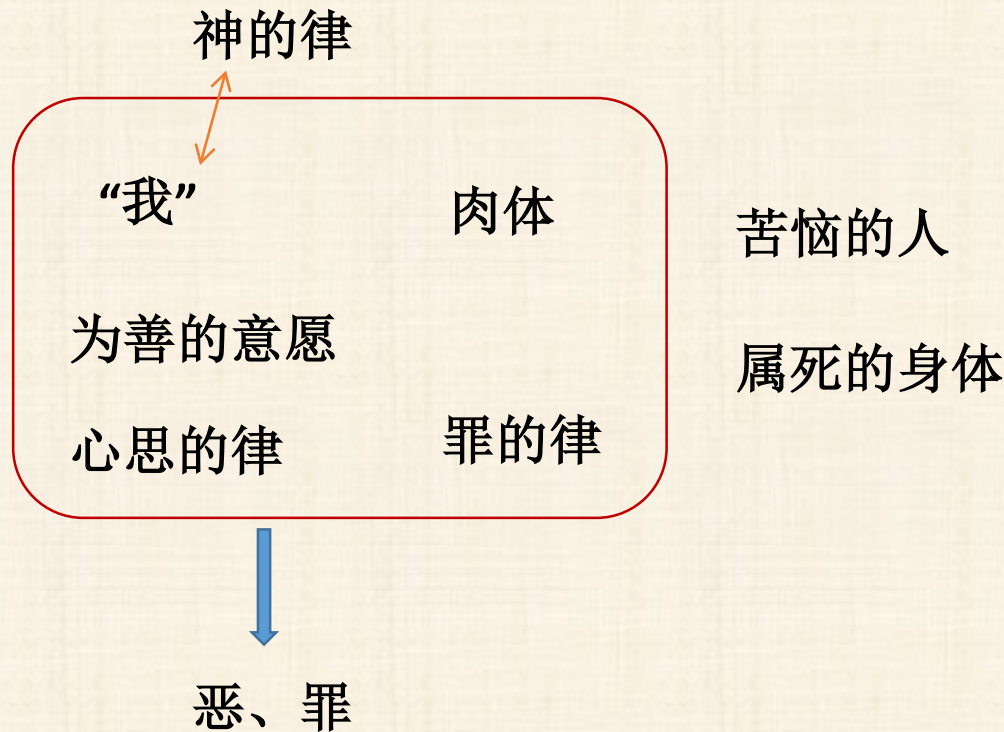 神的律
“我”
肉体
苦恼的人
为善的意愿
属死的身体
心思的律
罪的律
恶、罪